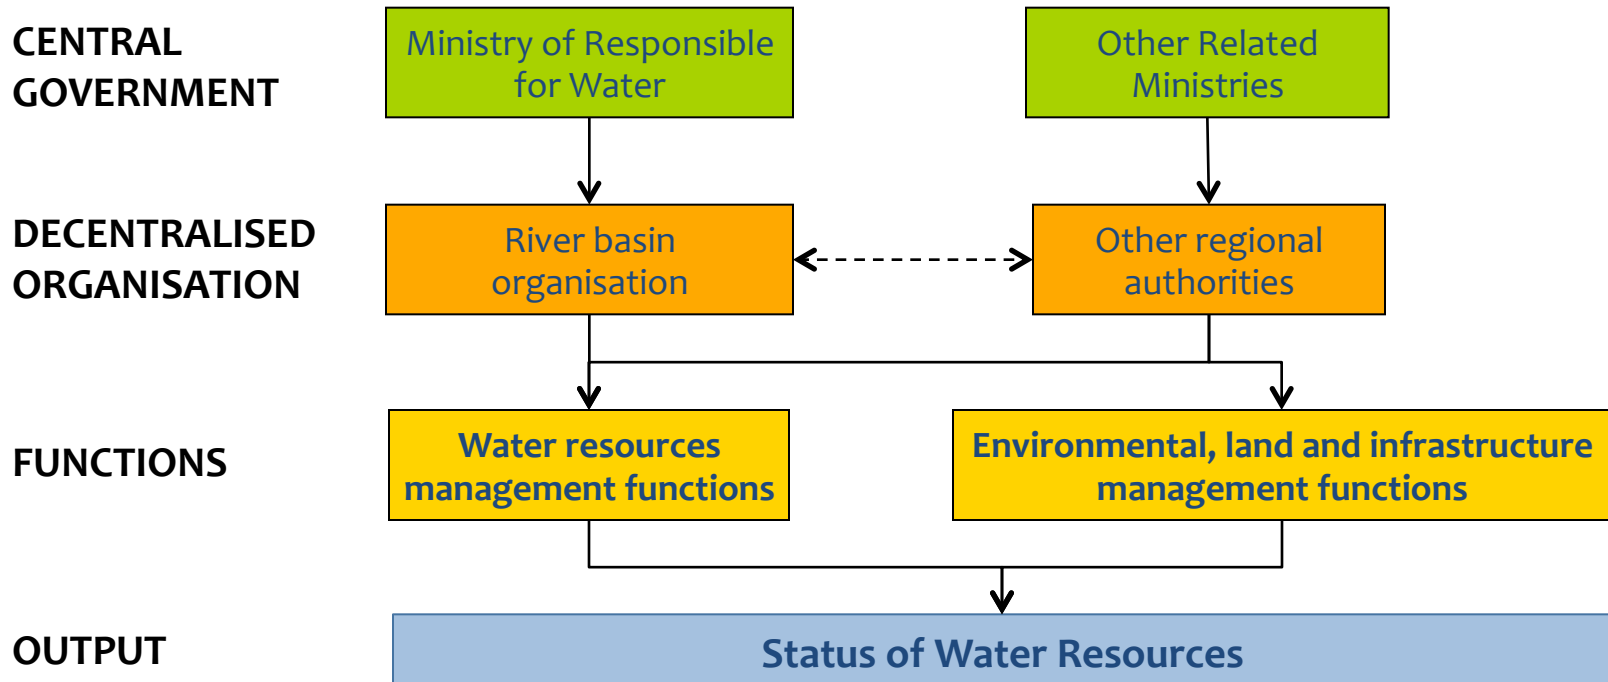 CENTRAL
GOVERNMENT
Ministry of Responsible
for Water
Other Related
Ministries
DECENTRALISED
ORGANISATION
River basin
organisation
Other regional
authorities
FUNCTIONS
Water resources
management functions
Environmental, land and infrastructure
management functions
OUTPUT
Status of Water Resources